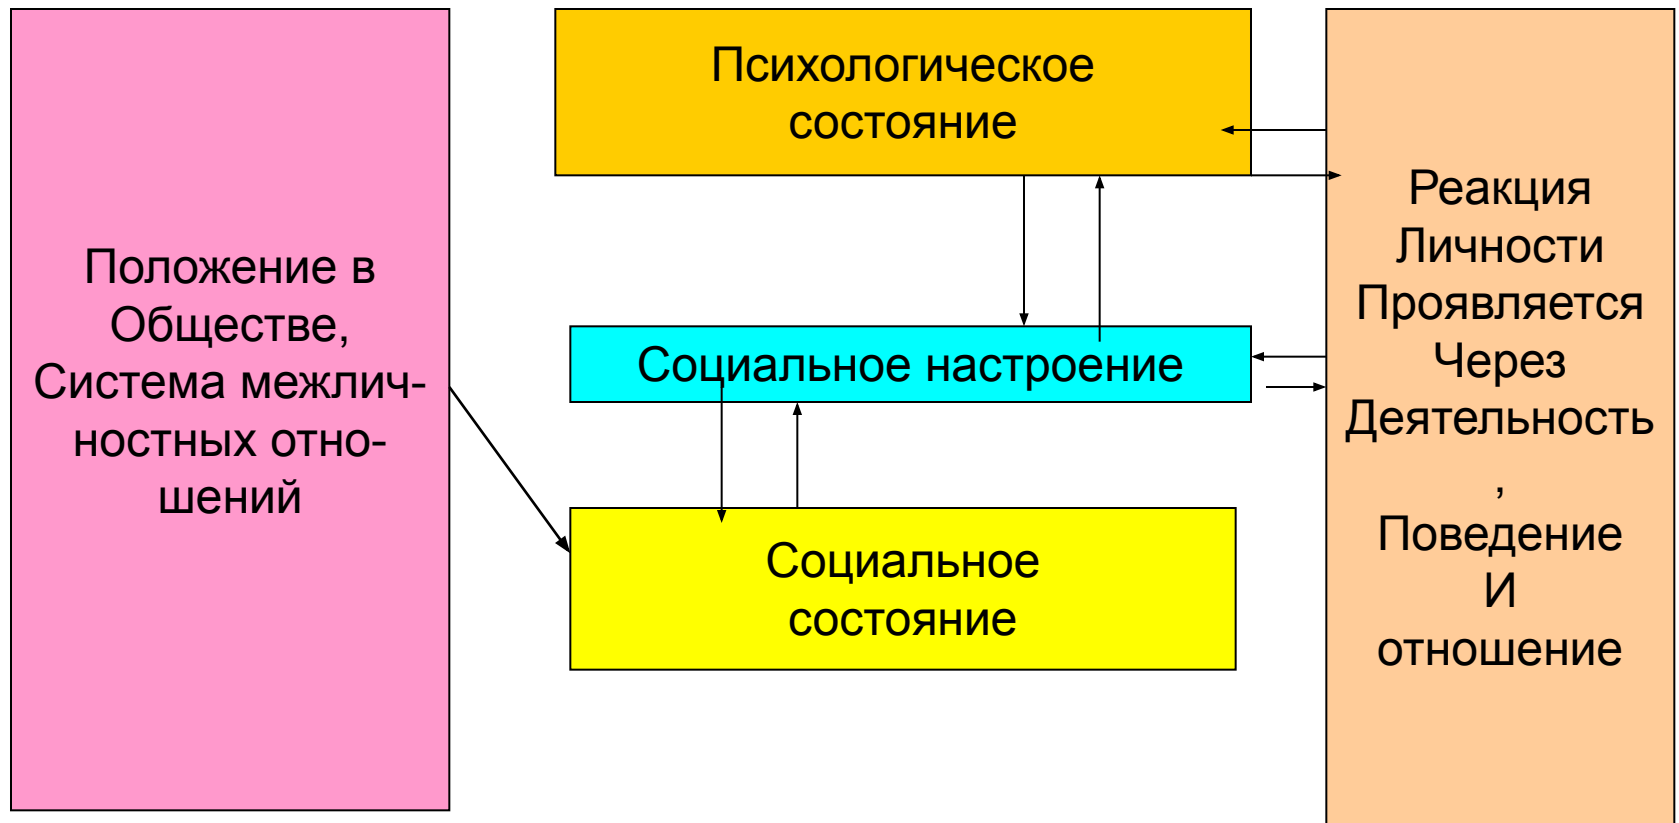 Положение в
Обществе,
Система межлич-
ностных отно-
шений
Психологическое
состояние
Социальное настроение
Социальное
состояние
Реакция
Личности
Проявляется
Через
Деятельность
,
Поведение
И
отношение